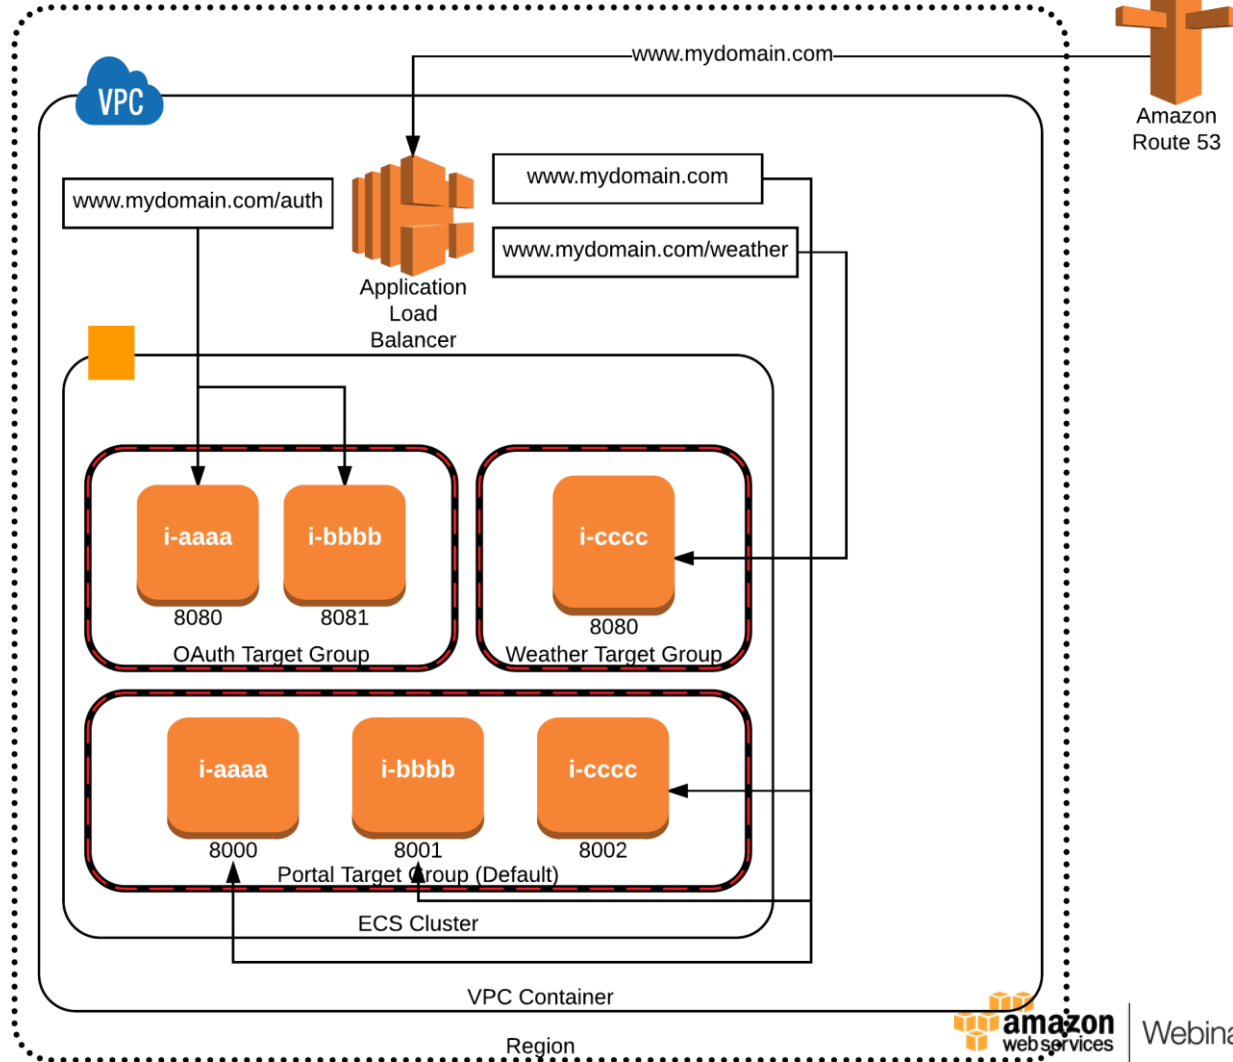 www.mydomain.com
Amazon
Route 53
VPC
www.mydomain.com/auth
www.mydomain.com
www.mydomain.com/weather
Application
Load
Balancer
i-aaaa
i-bbbb
i-cccc
8080
8081
8080
OAuth Target Group
Weather Target Group
i-aaaa
i-bbbb
i-cccc
8000
8001
8002
Portal Target Group (Default)
ECS Cluster
VPC Container
Region
amazon
web services
Webina